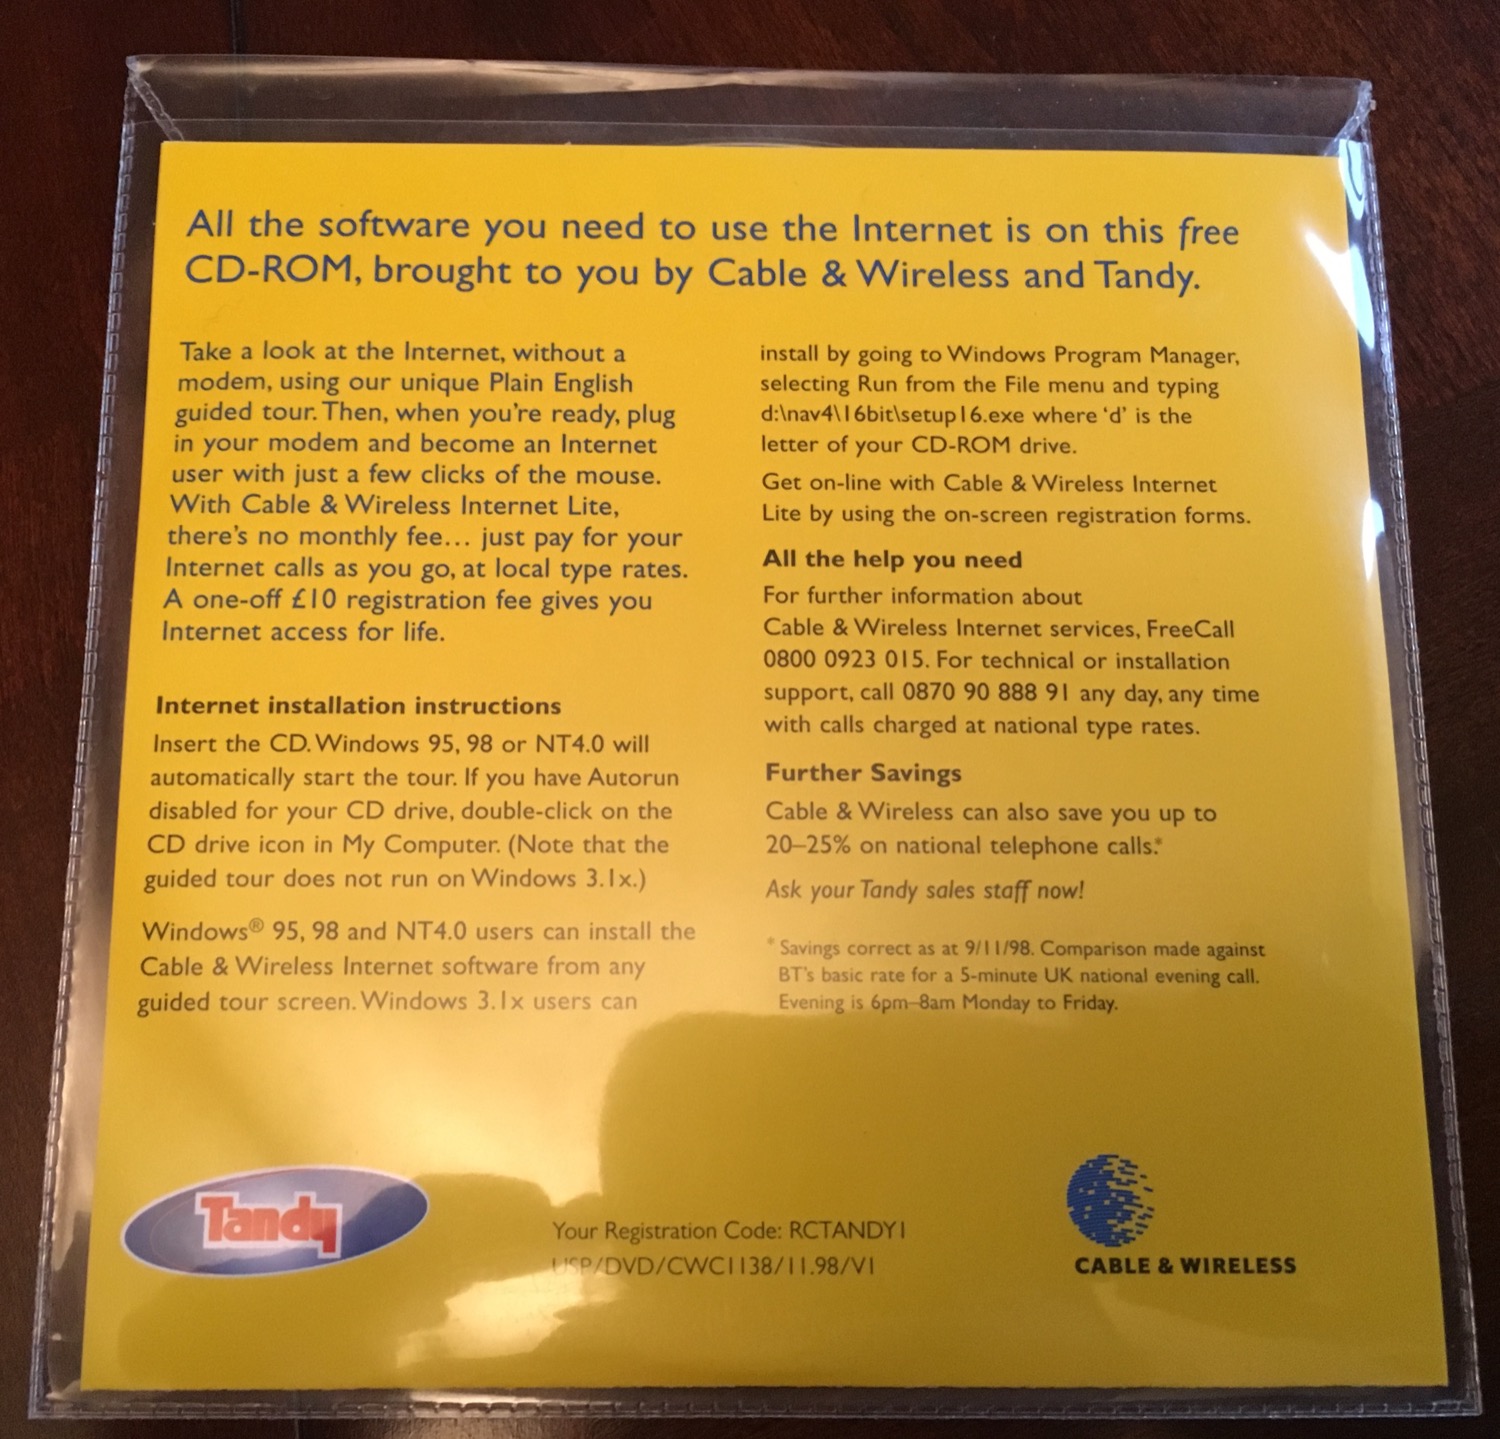 All the software you need to use the Internet is on this free
CD-ROM, brought to you by Cable & Wireless and Tandy.
Take a look at the Internet, without a
modem, using our unique Plain English
guided tour. Then, when you're ready, plug
in your modem and become an Internet
user with just a few clicks of the mouse.
With Cable & Wireless Internet Lite,
there's no monthly fee... just pay for your
Internet calls as you go, at local type rates.
A one-off £10 registration fee gives you
Internet access for life.
Internet installation instructions
Insert the CD. Windows 95, 98 or NT4.0 will
automatically start the tour. If you have Autorun
disabled for your CD drive, double-click on the
CD drive icon in My Computer. (Note that the
guided tour does not run on Windows 3.1x.)
Windows® 95, 98 and NT4.0 users can install the
Cable & Wireless Internet software from any
guided tour screen. Windows 3.1x users can
install by going to Windows Program Manager,
selecting Run from the File menu and typing
d:\nav4\16bit\setup16.exe where 'd' is the
letter of your CD-ROM drive.
Get on-line with Cable & Wireless Internet
Lite by using the on-screen registration forms.
All the help you need
For further information about
Cable & Wireless Internet services, FreeCall
0800 0923 015. For technical or installation
support, call 0870 90 888 91 any day, any time
with calls charged at national type rates.
Further Savings
Cable & Wireless can also save you up to
20–25% on national telephone calls.*
Ask your Tandy sales staff now!
* Savings correct as at 9/11/98. Comparison made against
BT's basic rate for a 5-minute UK national evening call.
Evening is 6pm–8am Monday to Friday.
Tandy
Your Registration Code: RCTANDY1
USP/DVD/CWC1138/11.98/V1
CABLE & WIRELESS